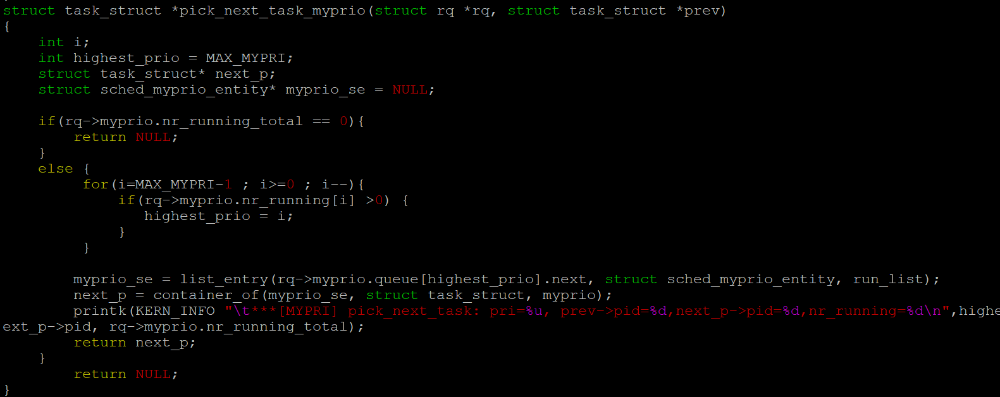 struct task_struct *pick_next_task_myprio(struct rq *rq, struct task_struct *prev)
{
    int i;
    int highest_prio = MAX_MYPRI;
    struct task_struct* next_p;
    struct sched_myprio_entity* myprio_se = NULL;

    if(rq->myprio.nr_running_total == 0){
        return NULL;
    }
    else {
         for(i=MAX_MYPRI-1 ; i>=0 ; i--){
             if(rq->myprio.nr_running[i] >0) {
                highest_prio = i;
             }
         }

        myprio_se = list_entry(rq->myprio.queue[highest_prio].next, struct sched_myprio_entity, run_list);
        next_p = container_of(myprio_se, struct task_struct, myprio);
        printk(KERN_INFO "\t***[MYPRI] pick_next_task: pri=%u, prev->pid=%d,next_p->pid=%d,nr_running=%d\n",highe
ext_p->pid, rq->myprio.nr_running_total);
        return next_p;
    }
        return NULL;
}